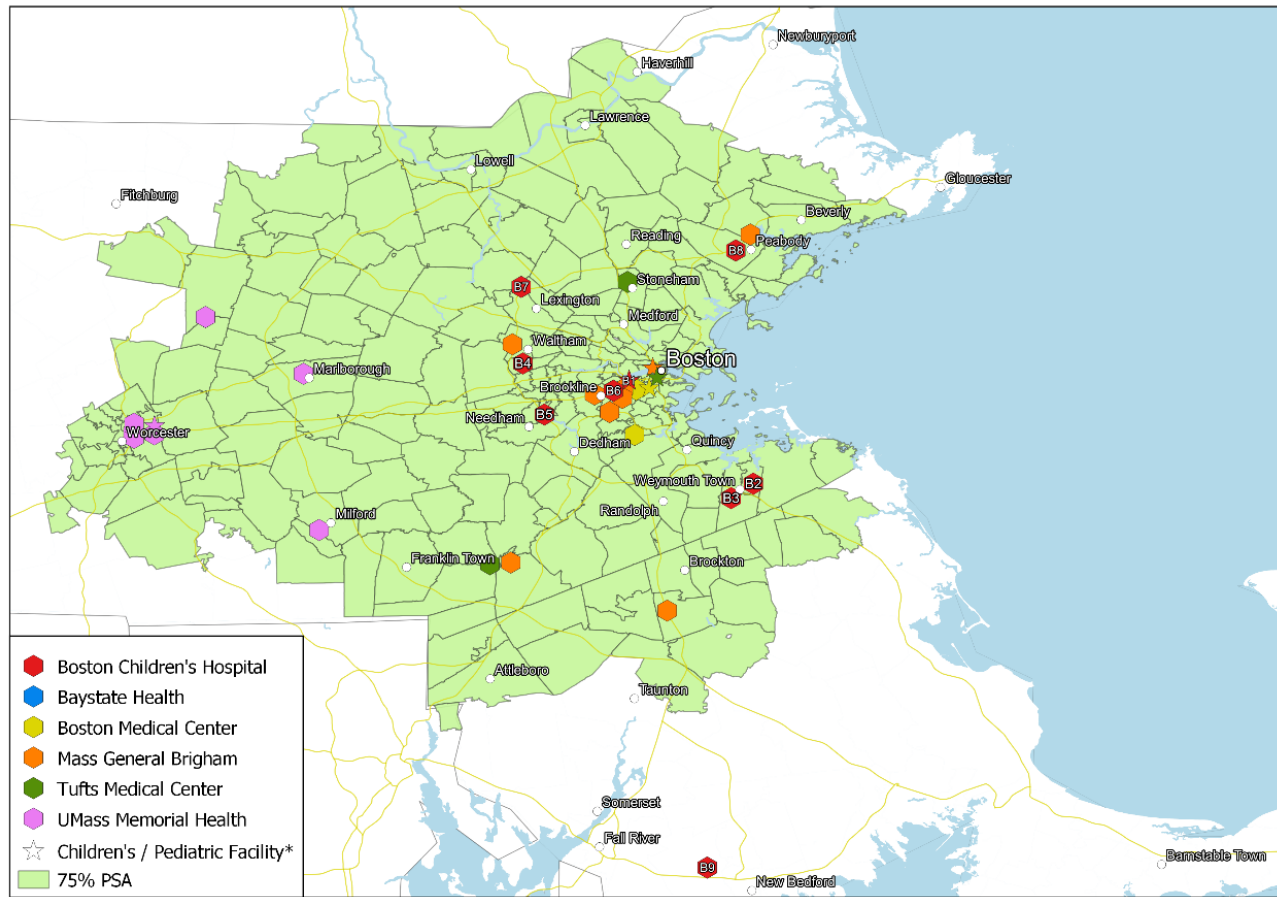 Newburyport
Haverhill
Lawrence
Lowell
Gloucester
Fitchburg
Beverly
Reading
Peabody
B8
Stoneham
B7
Lexington
Medford
Waltham
Boston
B4
Marlborough
Brookline
B6
B5
Needham
Worcester
Dedham
Quincy
Weymouth Town
B2
B3
Randolph
Milford
Franklin Town
Brockton
Attleboro
Taunton
Somerset
Fall River
B9
New Bedford
Barnstable Town
Boston Children's Hospital
Baystate Health
Boston Medical Center
Mass General Brigham
Tufts Medical Center
UMass Memorial Health
Children's / Pediatric Facility*
75% PSA